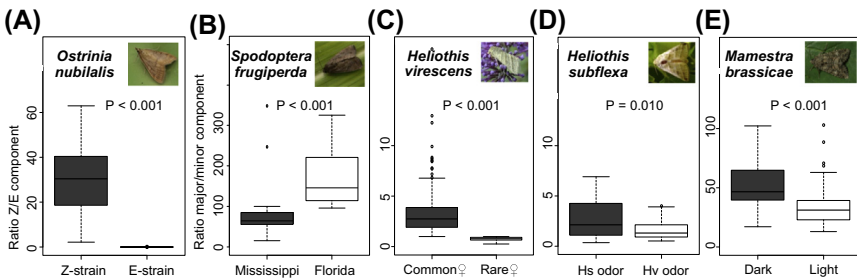 (A)
Ostrinia
nubilalis
P < 0.001
Ratio Z/E component
60
40
20
0
Z-strain E-strain
(B)
Spodoptera
frugiperda
P < 0.001
Ratio major/minor component
400
300
200
100
0
Mississippi Florida
(C)
Heliothis
virescens
P < 0.001
10
5
0
Common♀ Rare♀
(D)
Heliothis
subflexa
P = 0.010
10
5
0
Hs odor Hv odor
(E)
Mamestra
brassicae
P < 0.001
100
50
0
Dark Light